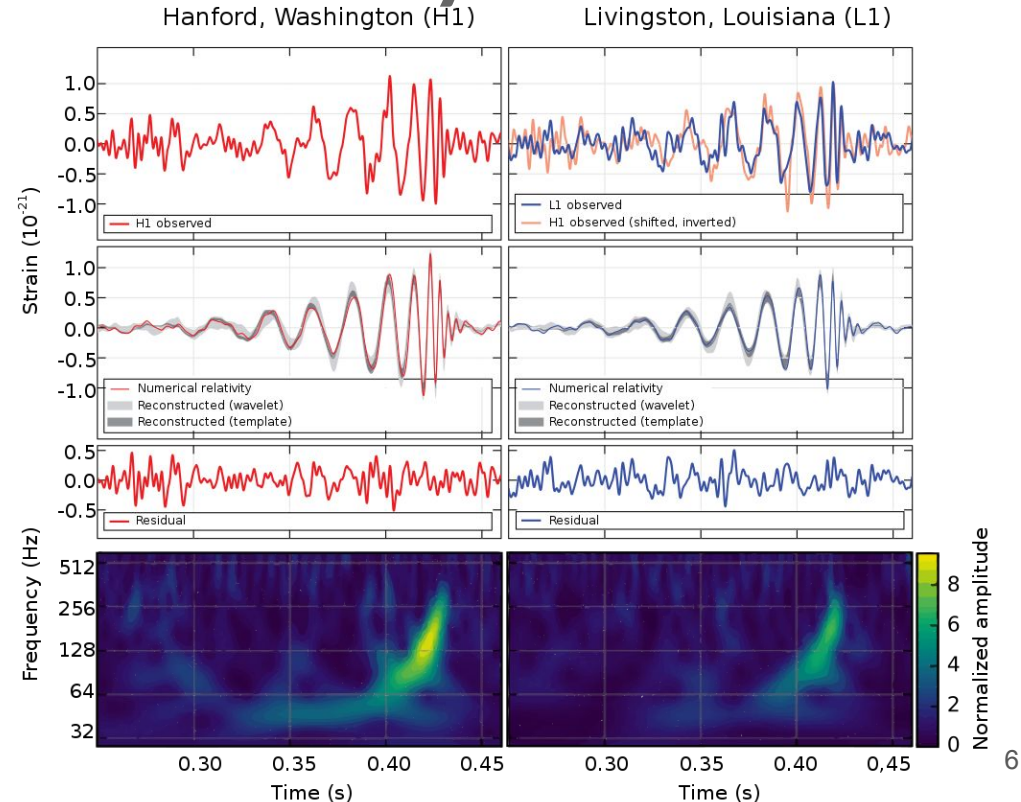 Hanford, Washington (H1)
Livingston, Louisiana (L1)
Strain (10⁻²¹)
1.0
0.5
0.0
-0.5
-1.0
H1 observed
L1 observed
H1 observed (shifted, inverted)
1.0
0.5
0.0
-0.5
-1.0
Numerical relativity
Reconstructed (wavelet)
Reconstructed (template)
Numerical relativity
Reconstructed (wavelet)
Reconstructed (template)
0.5
0.0
-0.5
Residual
Residual
Frequency (Hz)
512
256
128
64
32
Normalized amplitude
8
6
4
2
0
0.30
0.35
0.40
0.45
0.30
0.35
0.40
0,45
Time (s)
Time (s)
6